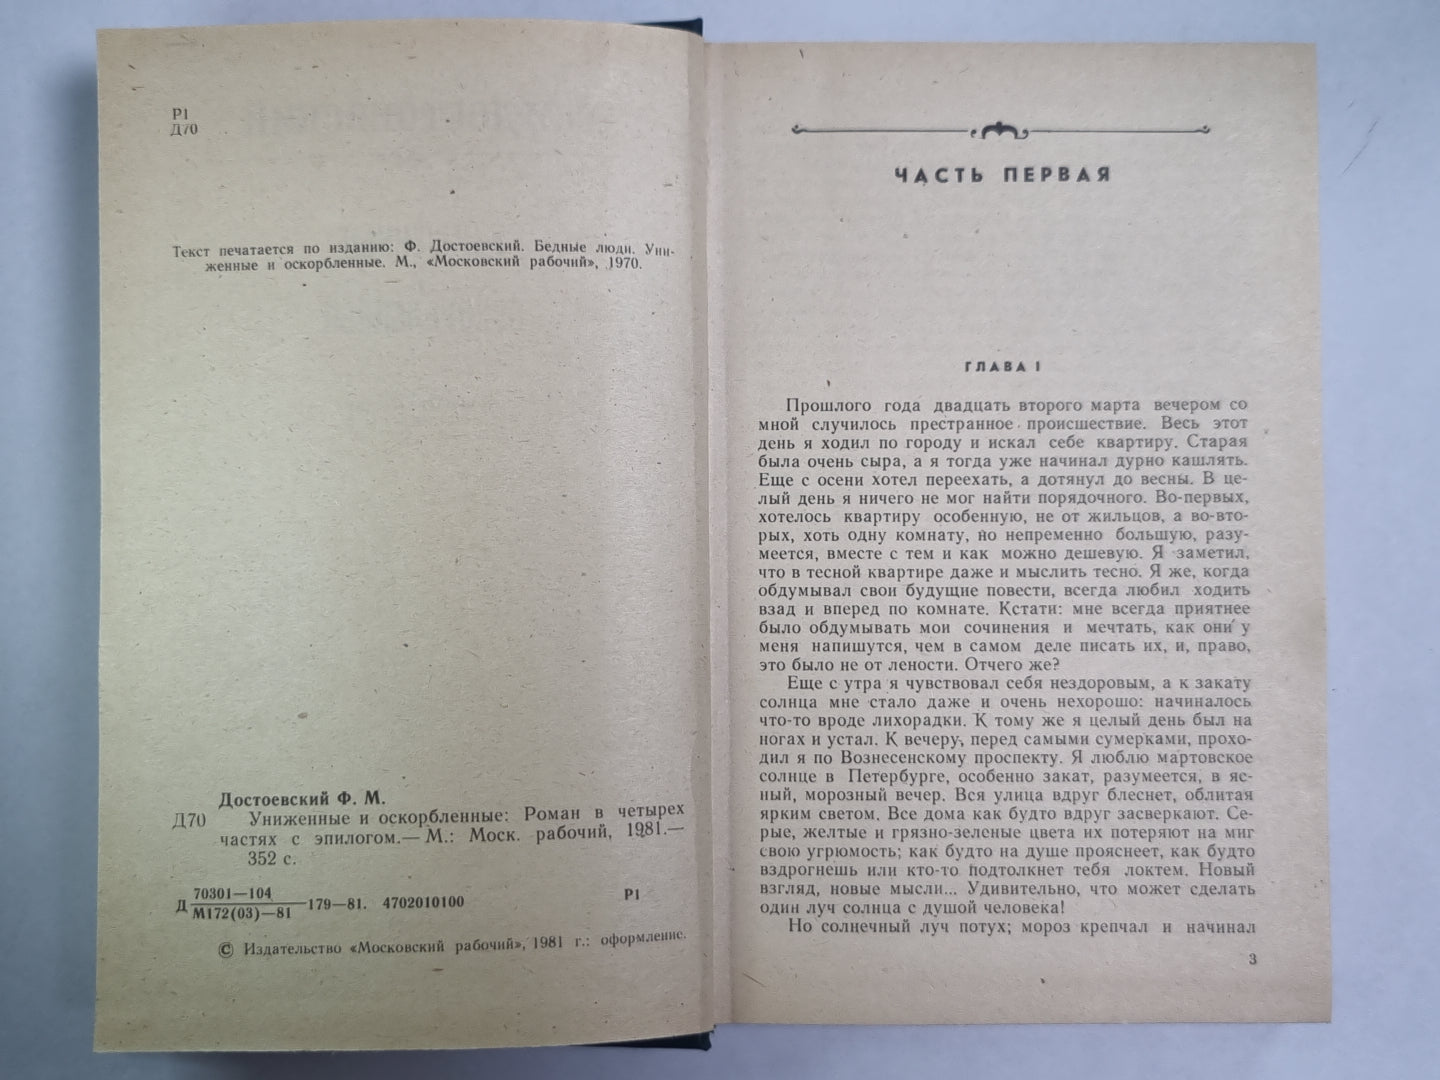 Р1
Д70
Текст печатается по изданию: Ф. Достоевский. Бедные люди. Уни-
женные и оскорбленные. М., «Московский рабочий», 1970.
Достоевский Ф. М.
Д70 Униженные и оскорбленные: Роман в четырех
частях с эпилогом.— М.: Моск. рабочий, 1981.—
352 с.
Д 70301—104
М172(03)—81 179—81. 4702010100 Р1
© Издательство «Московский рабочий», 1981 г.: оформление.
ЧАСТЬ ПЕРВАЯ
ГЛАВА I
Прошлого года двадцать второго марта вечером со
мной случилось престранное происшествие. Весь этот
день я ходил по городу и искал себе квартиру. Старая
была очень сыра, а я тогда уже начинал дурно кашлять.
Еще с осени хотел переехать, а дотянул до весны. В це-
лый день я ничего не мог найти порядочного. Во-первых,
хотелось квартиру особенную, не от жильцов, а во-вто-
рых, хоть одну комнату, но непременно большую, разу-
меется, вместе с тем и как можно дешевую. Я заметил,
что в тесной квартире даже и мыслить тесно. Я же, когда
обдумывал свои будущие повести, всегда любил ходить
взад и вперед по комнате. Кстати: мне всегда приятнее
было обдумывать мои сочинения и мечтать, как они у
меня напишутся, чем в самом деле писать их, и, право,
это было не от лености. Отчего же?
Еще с утра я чувствовал себя нездоровым, а к закату
солнца мне стало даже и очень нехорошо: начиналось
что-то вроде лихорадки. К тому же я целый день был на
ногах и устал. К вечеру, перед самыми сумерками, прохо-
дил я по Вознесенскому проспекту. Я люблю мартовское
солнце в Петербурге, особенно закат, разумеется, в яс-
ный, морозный вечер. Вся улица вдруг блеснет, облитая
ярким светом. Все дома как будто вдруг засверкают. Се-
рые, желтые и грязно-зеленые цвета их потеряют на миг
свою угрюмость; как будто на душе прояснеет, как будто
вздрогнешь или кто-то подтолкнет тебя локтем. Новый
взгляд, новые мысли... Удивительно, что может сделать
один луч солнца с душой человека!
Но солнечный луч потух; мороз крепчал и начинал
3